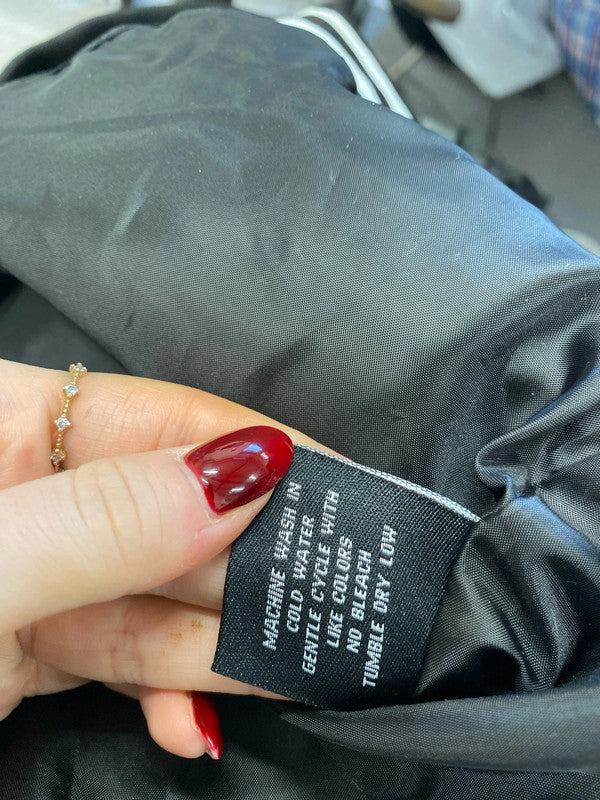 MACHINE WASH IN
COLD WATER
GENTLE CYCLE WITH
LIKE COLORS
NO BLEACH
TUMBLE DRY LOW